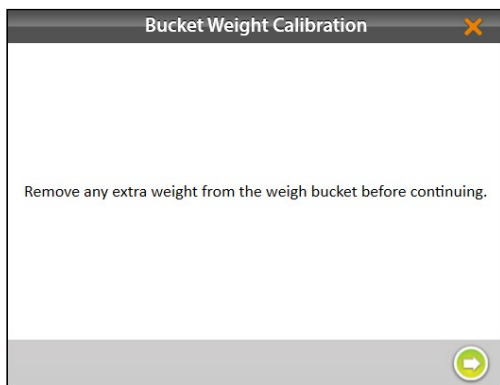 Bucket Weight Calibration
Remove any extra weight from the weigh bucket before continuing.